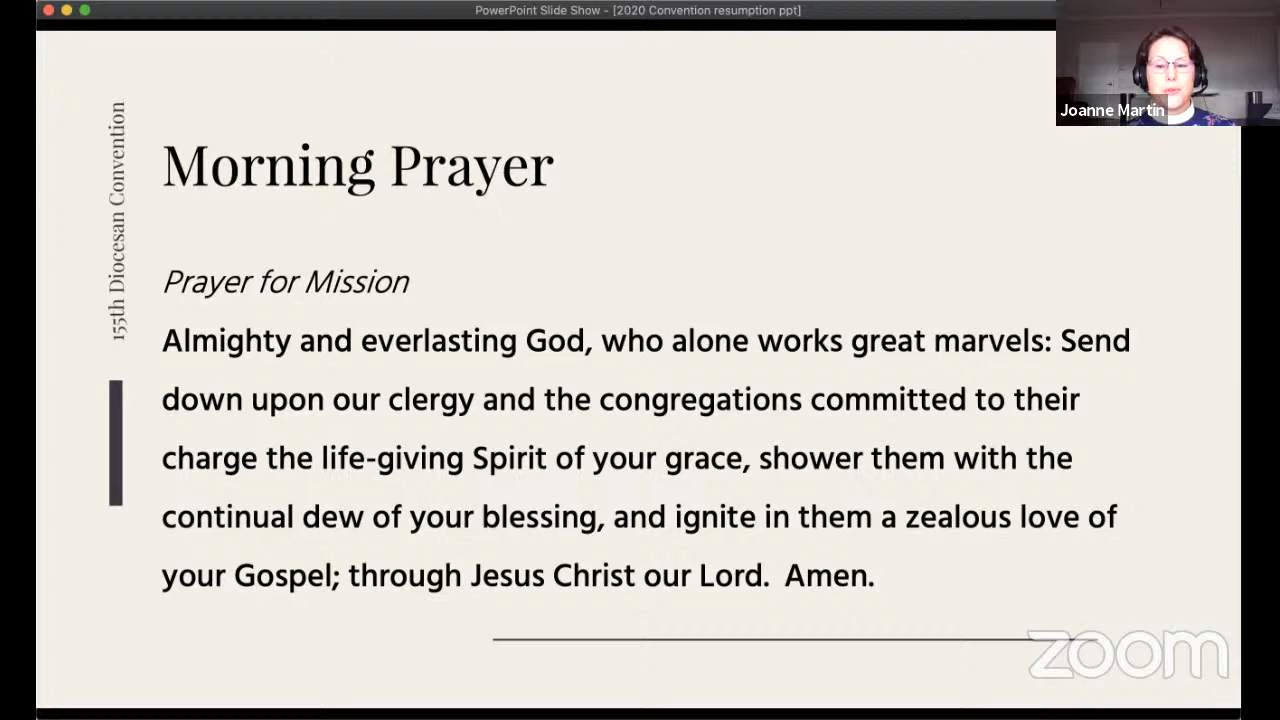 PowerPoint Slide Show - [2020 Convention resumption ppt]
Joanne Martin
155th Diocesan Convention
Morning Prayer
Prayer for Mission
Almighty and everlasting God, who alone works great marvels: Send
down upon our clergy and the congregations committed to their
charge the life-giving Spirit of your grace, shower them with the
continual dew of your blessing, and ignite in them a zealous love of
your Gospel; through Jesus Christ our Lord.  Amen.
zoom